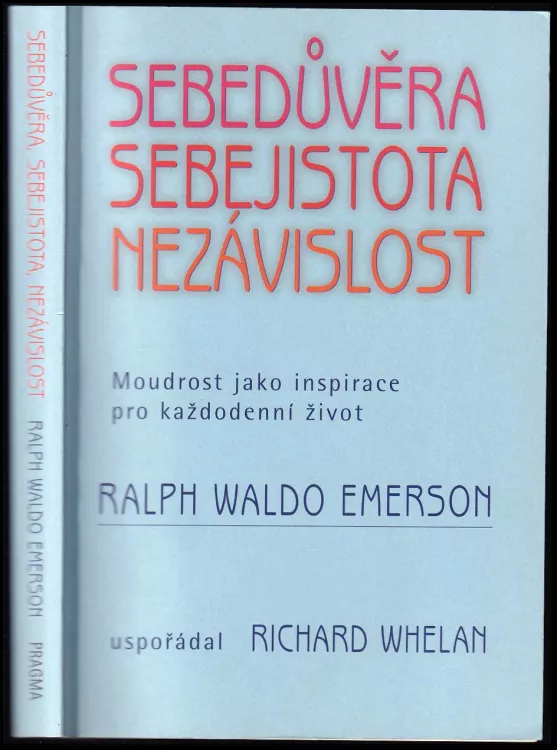 SEBEDŮVĚRA, SEBEJISTOTA, NEZÁVISLOST RALPH WALDO EMERSON PRAGMA
SEBEDŮVĚRA
SEBEJISTOTA
NEZÁVISLOST
Moudrost jako inspirace
pro každodenní život
RALPH WALDO EMERSON
uspořádal RICHARD WHELAN